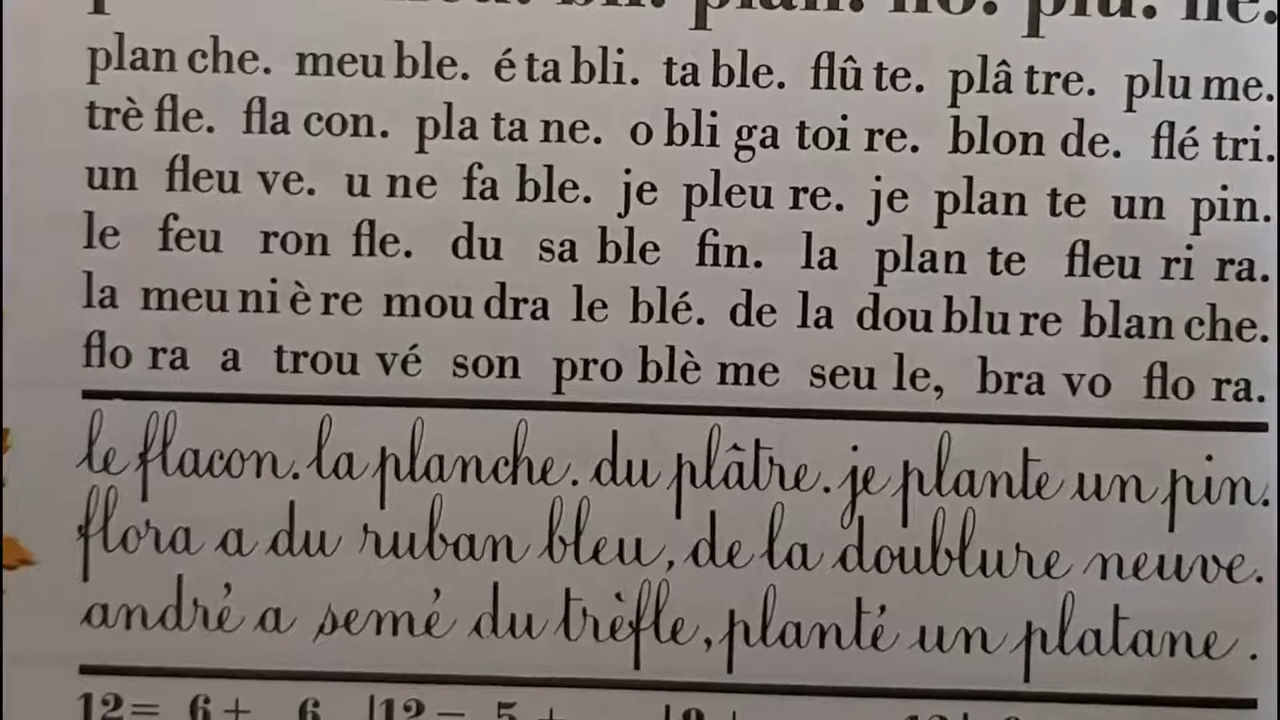 plan che. meu ble. é ta bli. ta ble. flû te. plâ tre. plu me.
trè fle. fla con. pla ta ne. o bli ga toi re. blon de. flé tri.
un fleu ve. u ne fa ble. je pleu re. je plan te un pin.
le feu ron fle. du sa ble fin. la plan te fleu ri ra.
la meu ni è re mou dra le blé. de la dou blu re blan che.
flo ra a trou vé son pro blè me seu le, bra vo flo ra.
le flacon. la planche. du plâtre. je plante un pin.
flora a du ruban bleu, de la doublure neuve.
andré a semé du trèfle, planté un platane.
12= 6+ 6 |12 - 5 +